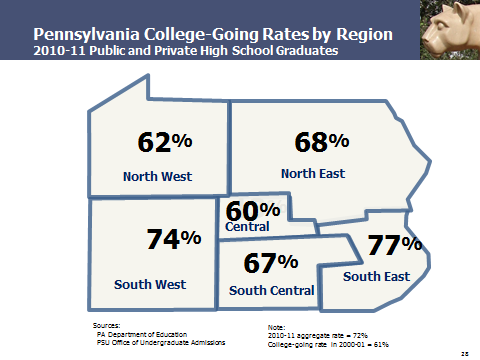 Pennsylvania College-Going Rates by Region
2010-11 Public and Private High School Graduates
62%
North West
68%
North East
60%
Central
74%
South West
67%
South Central
77%
South East
Sources:
PA Department of Education
PSU Office of Undergraduate Admissions
Note:
2010-11 aggregate rate = 72%
College-going rate in 2000-01 = 61%
28